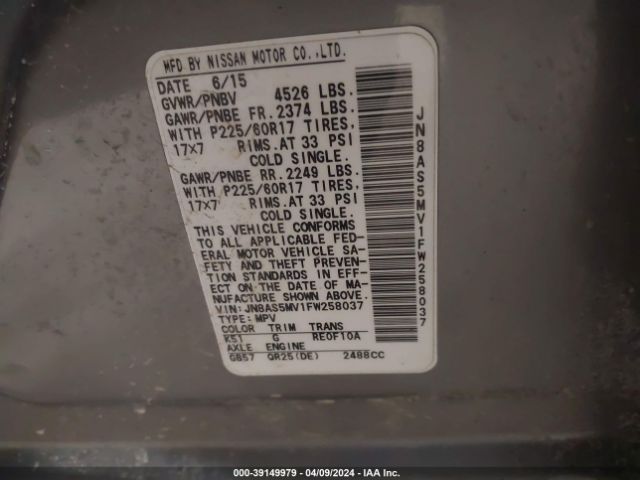 MFD BY NISSAN MOTOR CO.,LTD.
DATE 6/15
GVWR/PNBV 4526 LBS.
GAWR/PNBE FR. 2374 LBS.
WITH P225/60R17 TIRES,
17×7 RIMS.AT 33 PSI
COLD SINGLE.
GAWR/PNBE RR. 2249 LBS.
WITH P225/60R17 TIRES,
17×7 RIMS.AT 33 PSI
COLD SINGLE.
THIS VEHICLE CONFORMS
TO ALL APPLICABLE FED-
ERAL MOTOR VEHICLE SA-
FETY AND THEFT PREVEN-
TION STANDARDS IN EFF-
ECT ON THE DATE OF MA-
NUFACTURE SHOWN ABOVE.
VIN: JN8AS5MV1FW258037
TYPE: MPV
COLOR TRIM TRANS
K51 G RE0F10A
AXLE ENGINE
GB57 QR25(DE) 2488CC
JN8AS5MV1FW258037
000-39149979 - 04/09/2024 - IAA Inc.